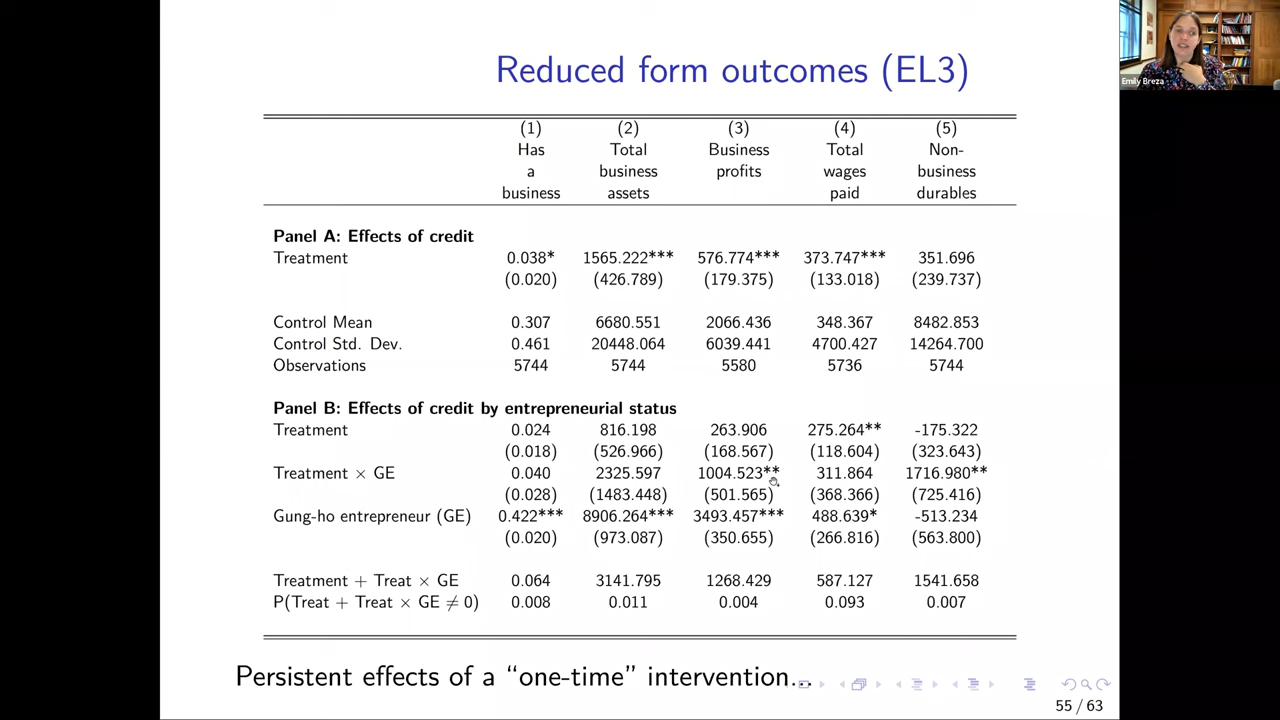 Emily Breza
Reduced form outcomes (EL3)
(1) (2) (3) (4) (5)
Has Total Business Total Non-
a business profits wages business
business assets paid durables
Panel A: Effects of credit
Treatment 0.038* 1565.222*** 576.774*** 373.747*** 351.696
(0.020) (426.789) (179.375) (133.018) (239.737)
Control Mean 0.307 6680.551 2066.436 348.367 8482.853
Control Std. Dev. 0.461 20448.064 6039.441 4700.427 14264.700
Observations 5744 5744 5580 5736 5744
Panel B: Effects of credit by entrepreneurial status
Treatment 0.024 816.198 263.906 275.264** -175.322
(0.018) (526.966) (168.567) (118.604) (323.643)
Treatment × GE 0.040 2325.597 1004.523** 311.864 1716.980**
(0.028) (1483.448) (501.565) (368.366) (725.416)
Gung-ho entrepreneur (GE) 0.422*** 8906.264*** 3493.457*** 488.639* -513.234
(0.020) (973.087) (350.655) (266.816) (563.800)
Treatment + Treat × GE 0.064 3141.795 1268.429 587.127 1541.658
P(Treat + Treat × GE ≠ 0) 0.008 0.011 0.004 0.093 0.007
Persistent effects of a “one-time” intervention...
55 / 63